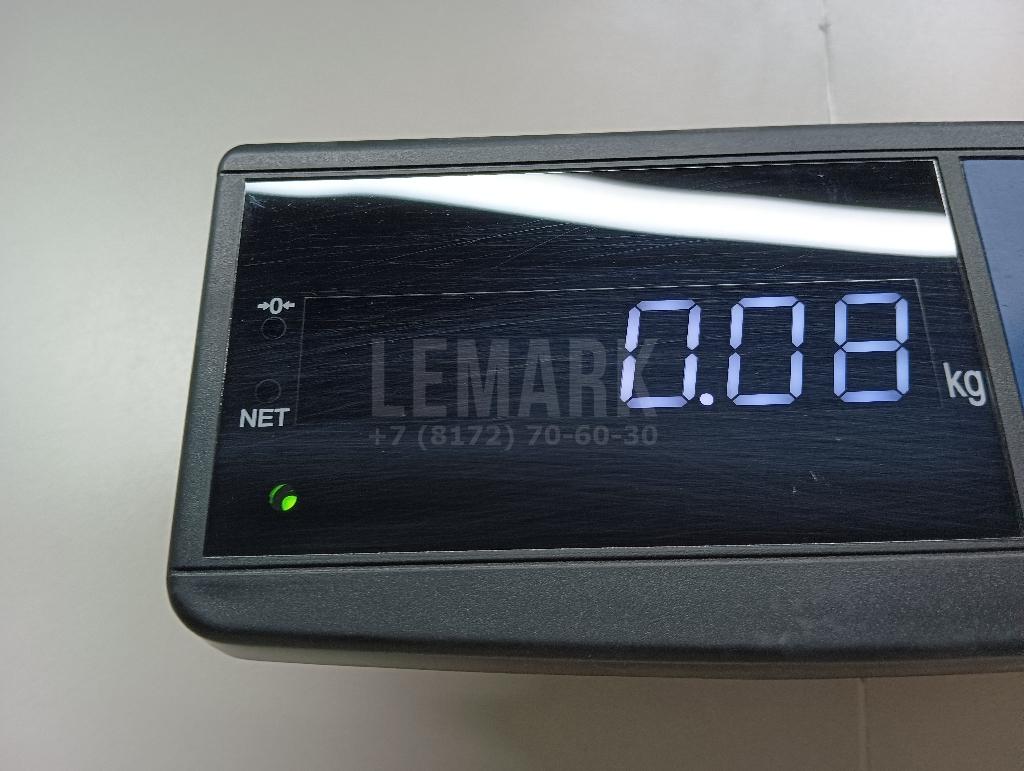 →0←
0.08
kg
NET
LEMARK
+7 (8172) 70-60-30